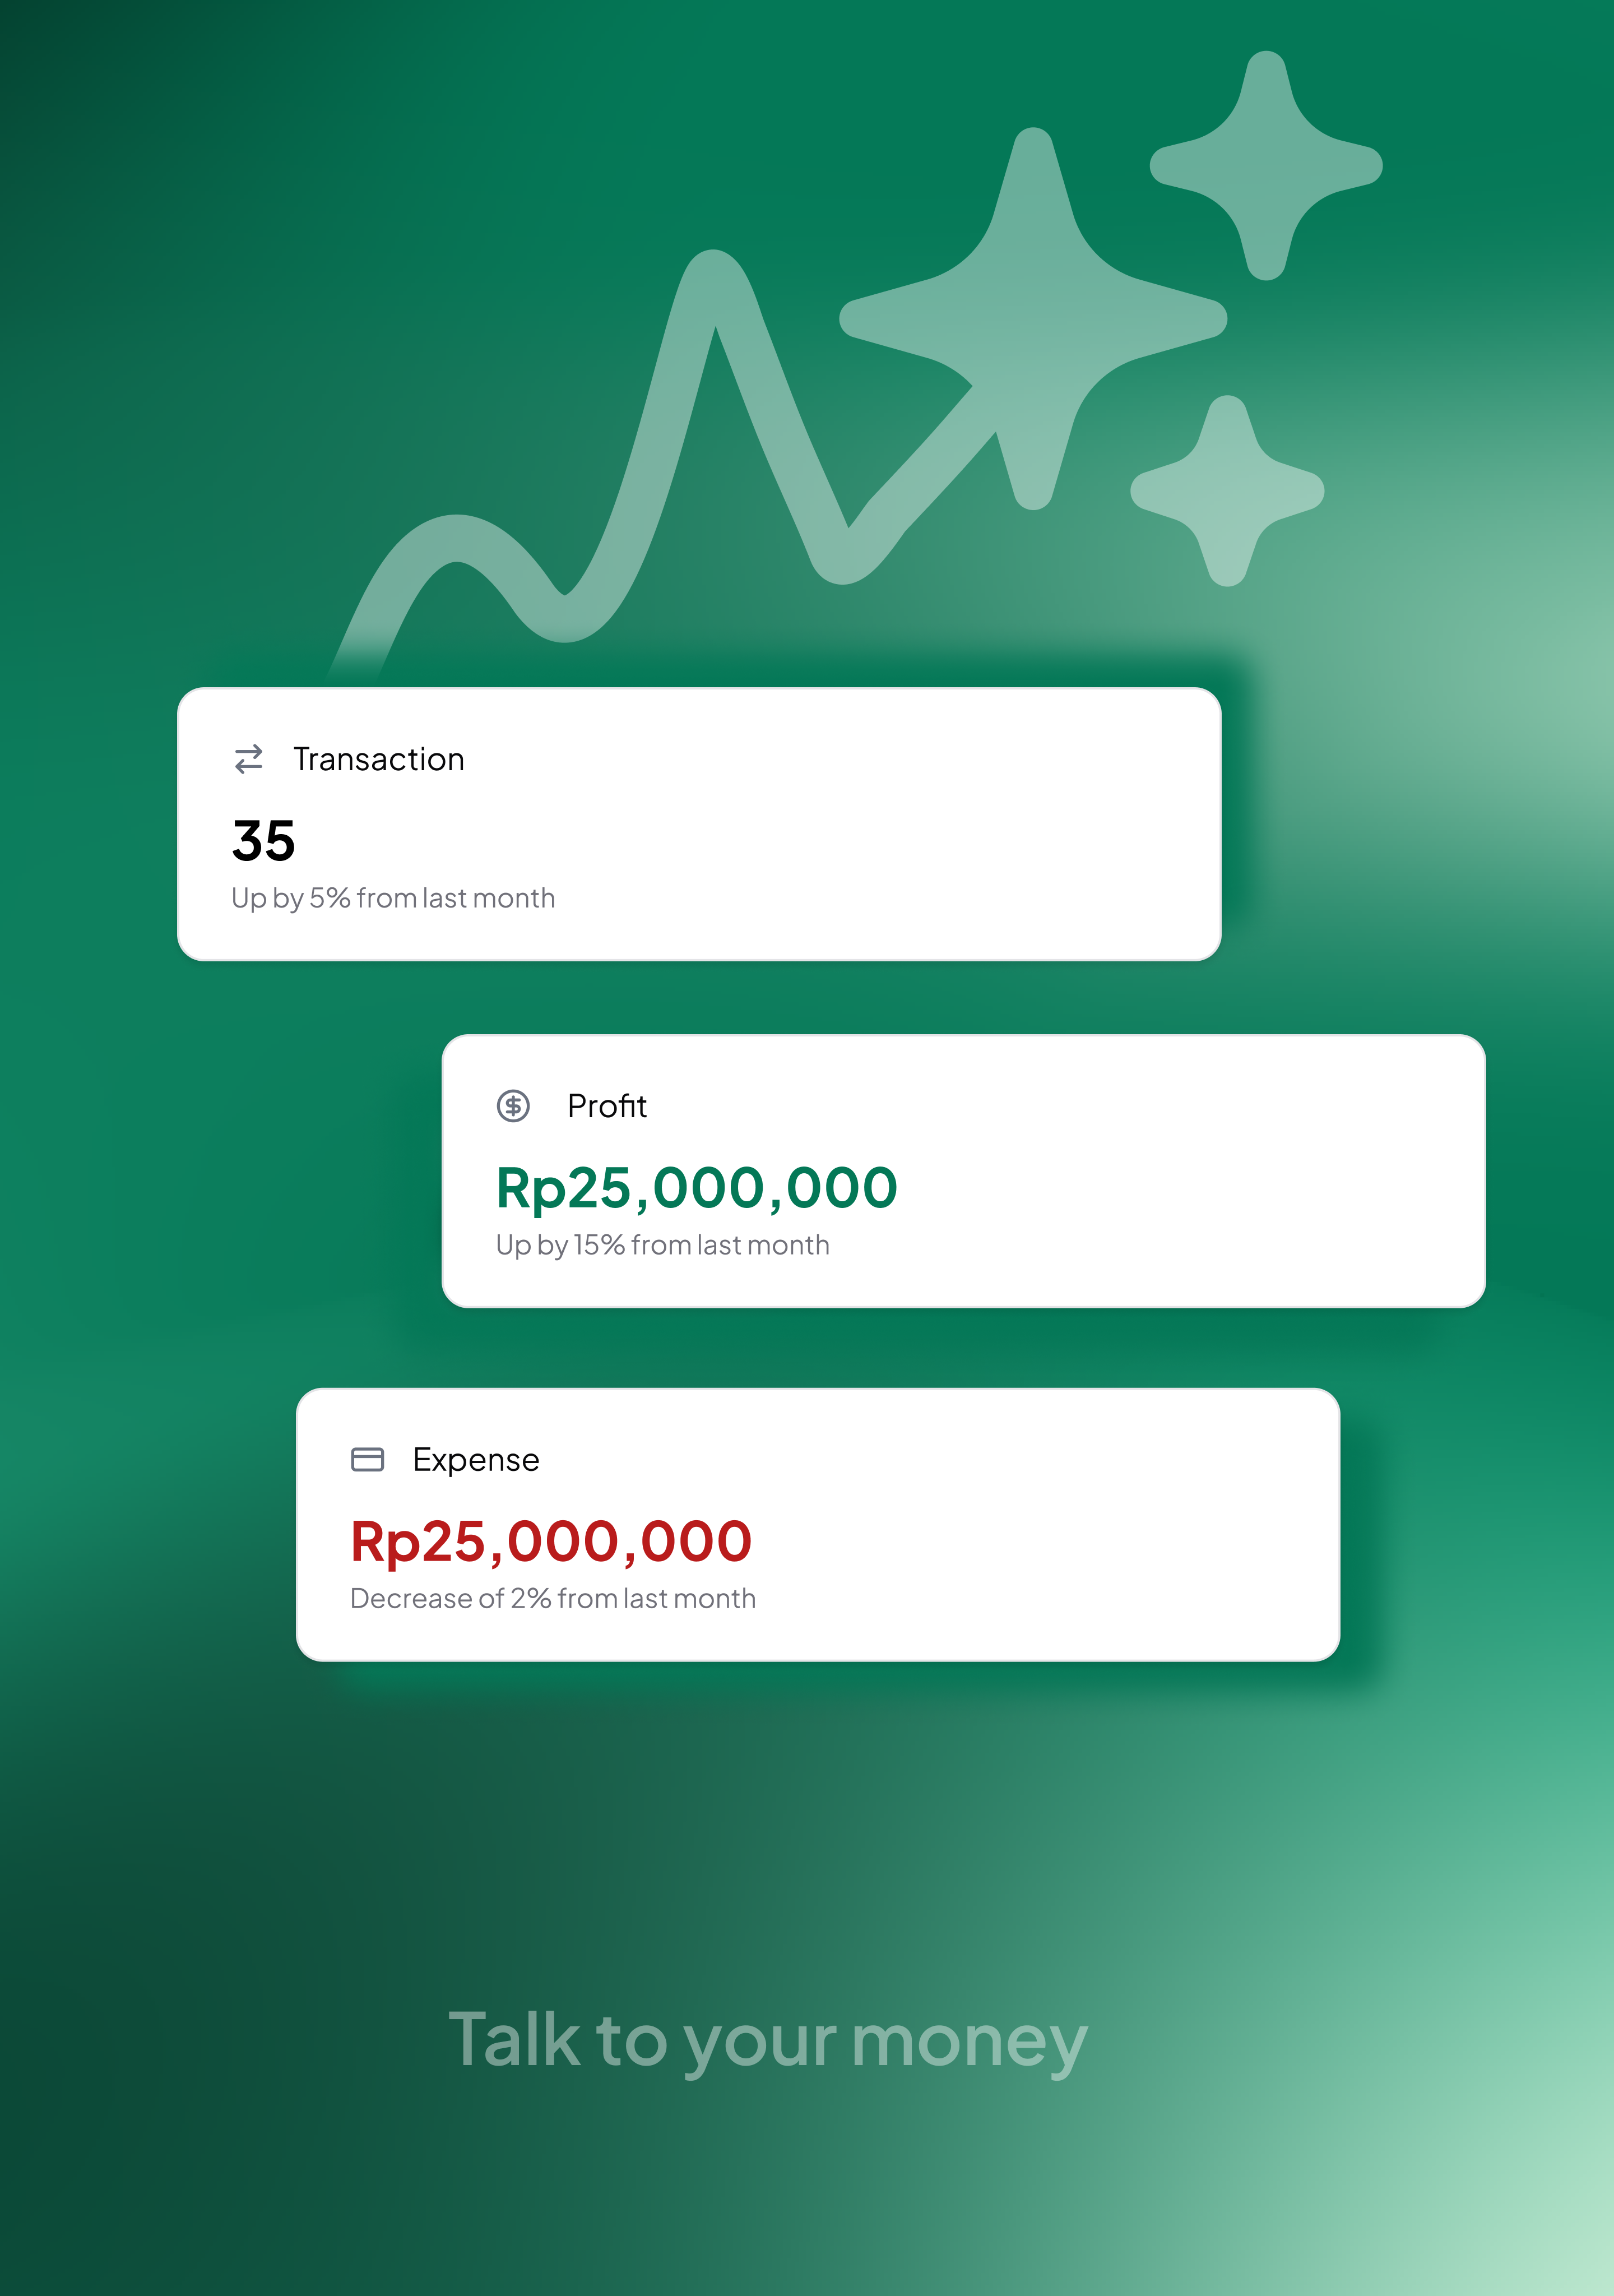 Transaction
35
Up by 5% from last month
Profit
Rp25,000,000
Up by 15% from last month
Expense
Rp25,000,000
Decrease of 2% from last month
Talk to your money